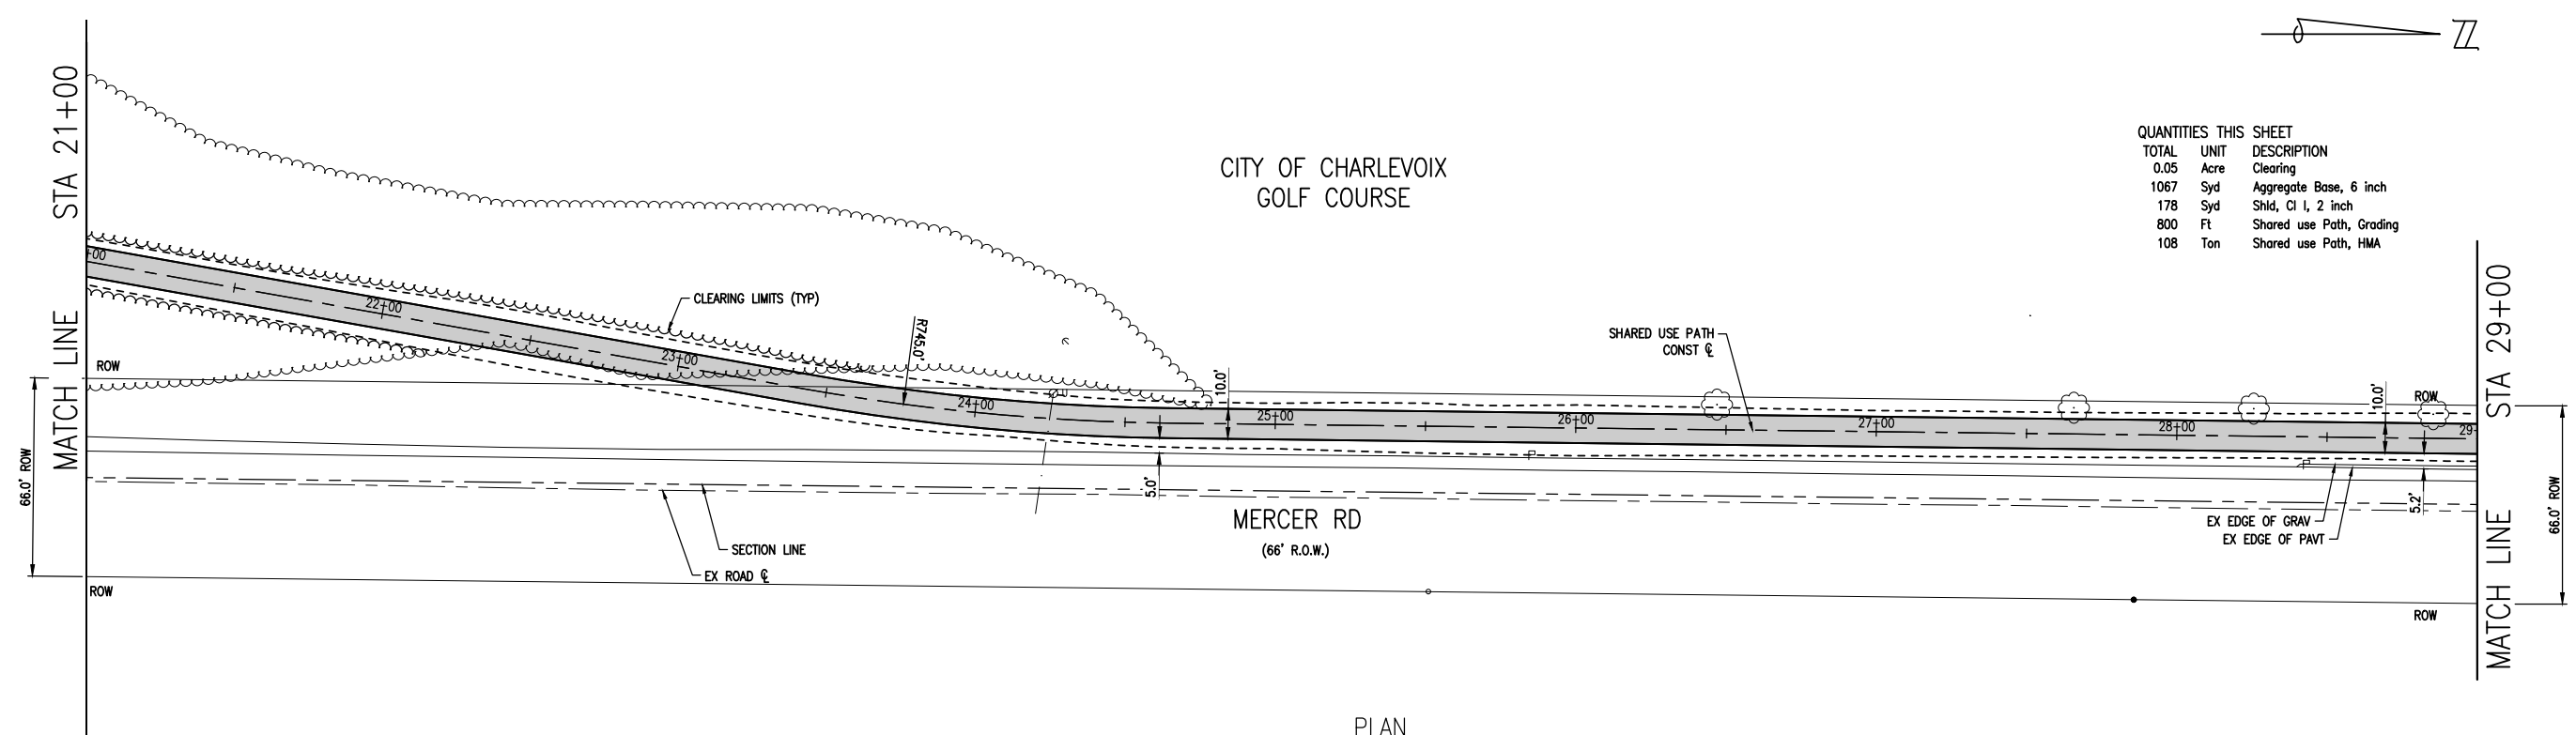 STA 21+00
MATCH LINE
N
CITY OF CHARLEVOIX
GOLF COURSE
QUANTITIES THIS SHEET
TOTAL UNIT DESCRIPTION
0.05 Acre Clearing
1067 Syd Aggregate Base, 6 inch
178 Syd Shld, Cl I, 2 inch
800 Ft Shared use Path, Grading
108 Ton Shared use Path, HMA
STA 29+00
MATCH LINE
+00
22+00
23+00
24+00
25+00
26+00
27+00
28+00
29
CLEARING LIMITS (TYP)
R745.0'
SHARED USE PATH
CONST ℄
ROW
ROW
10.0'
10.0'
5.0'
5.2'
66.0' ROW
66.0' ROW
MERCER RD
(66' R.O.W.)
EX EDGE OF GRAV
EX EDGE OF PAVT
SECTION LINE
EX ROAD ℄
ROW
ROW
PLAN